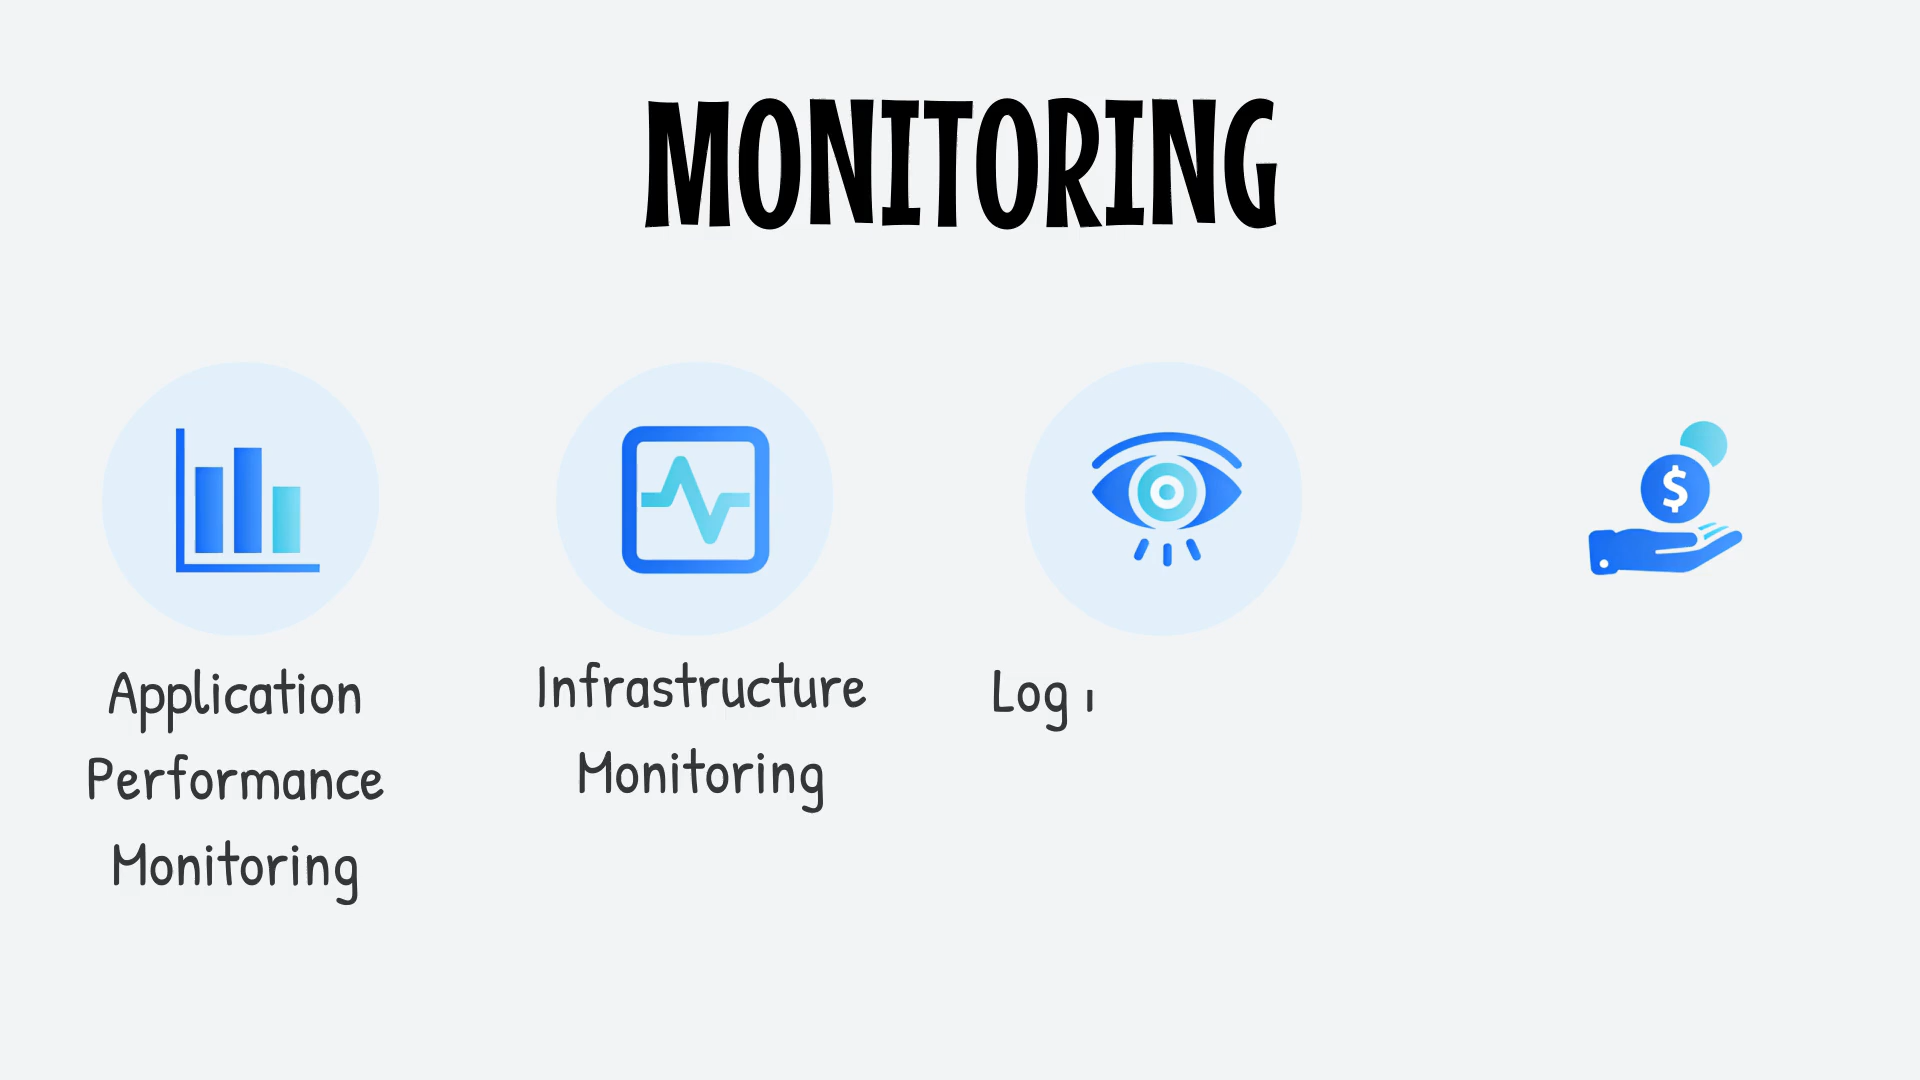 MONITORING
Application
Performance
Monitoring
Infrastructure
Monitoring
Log
$